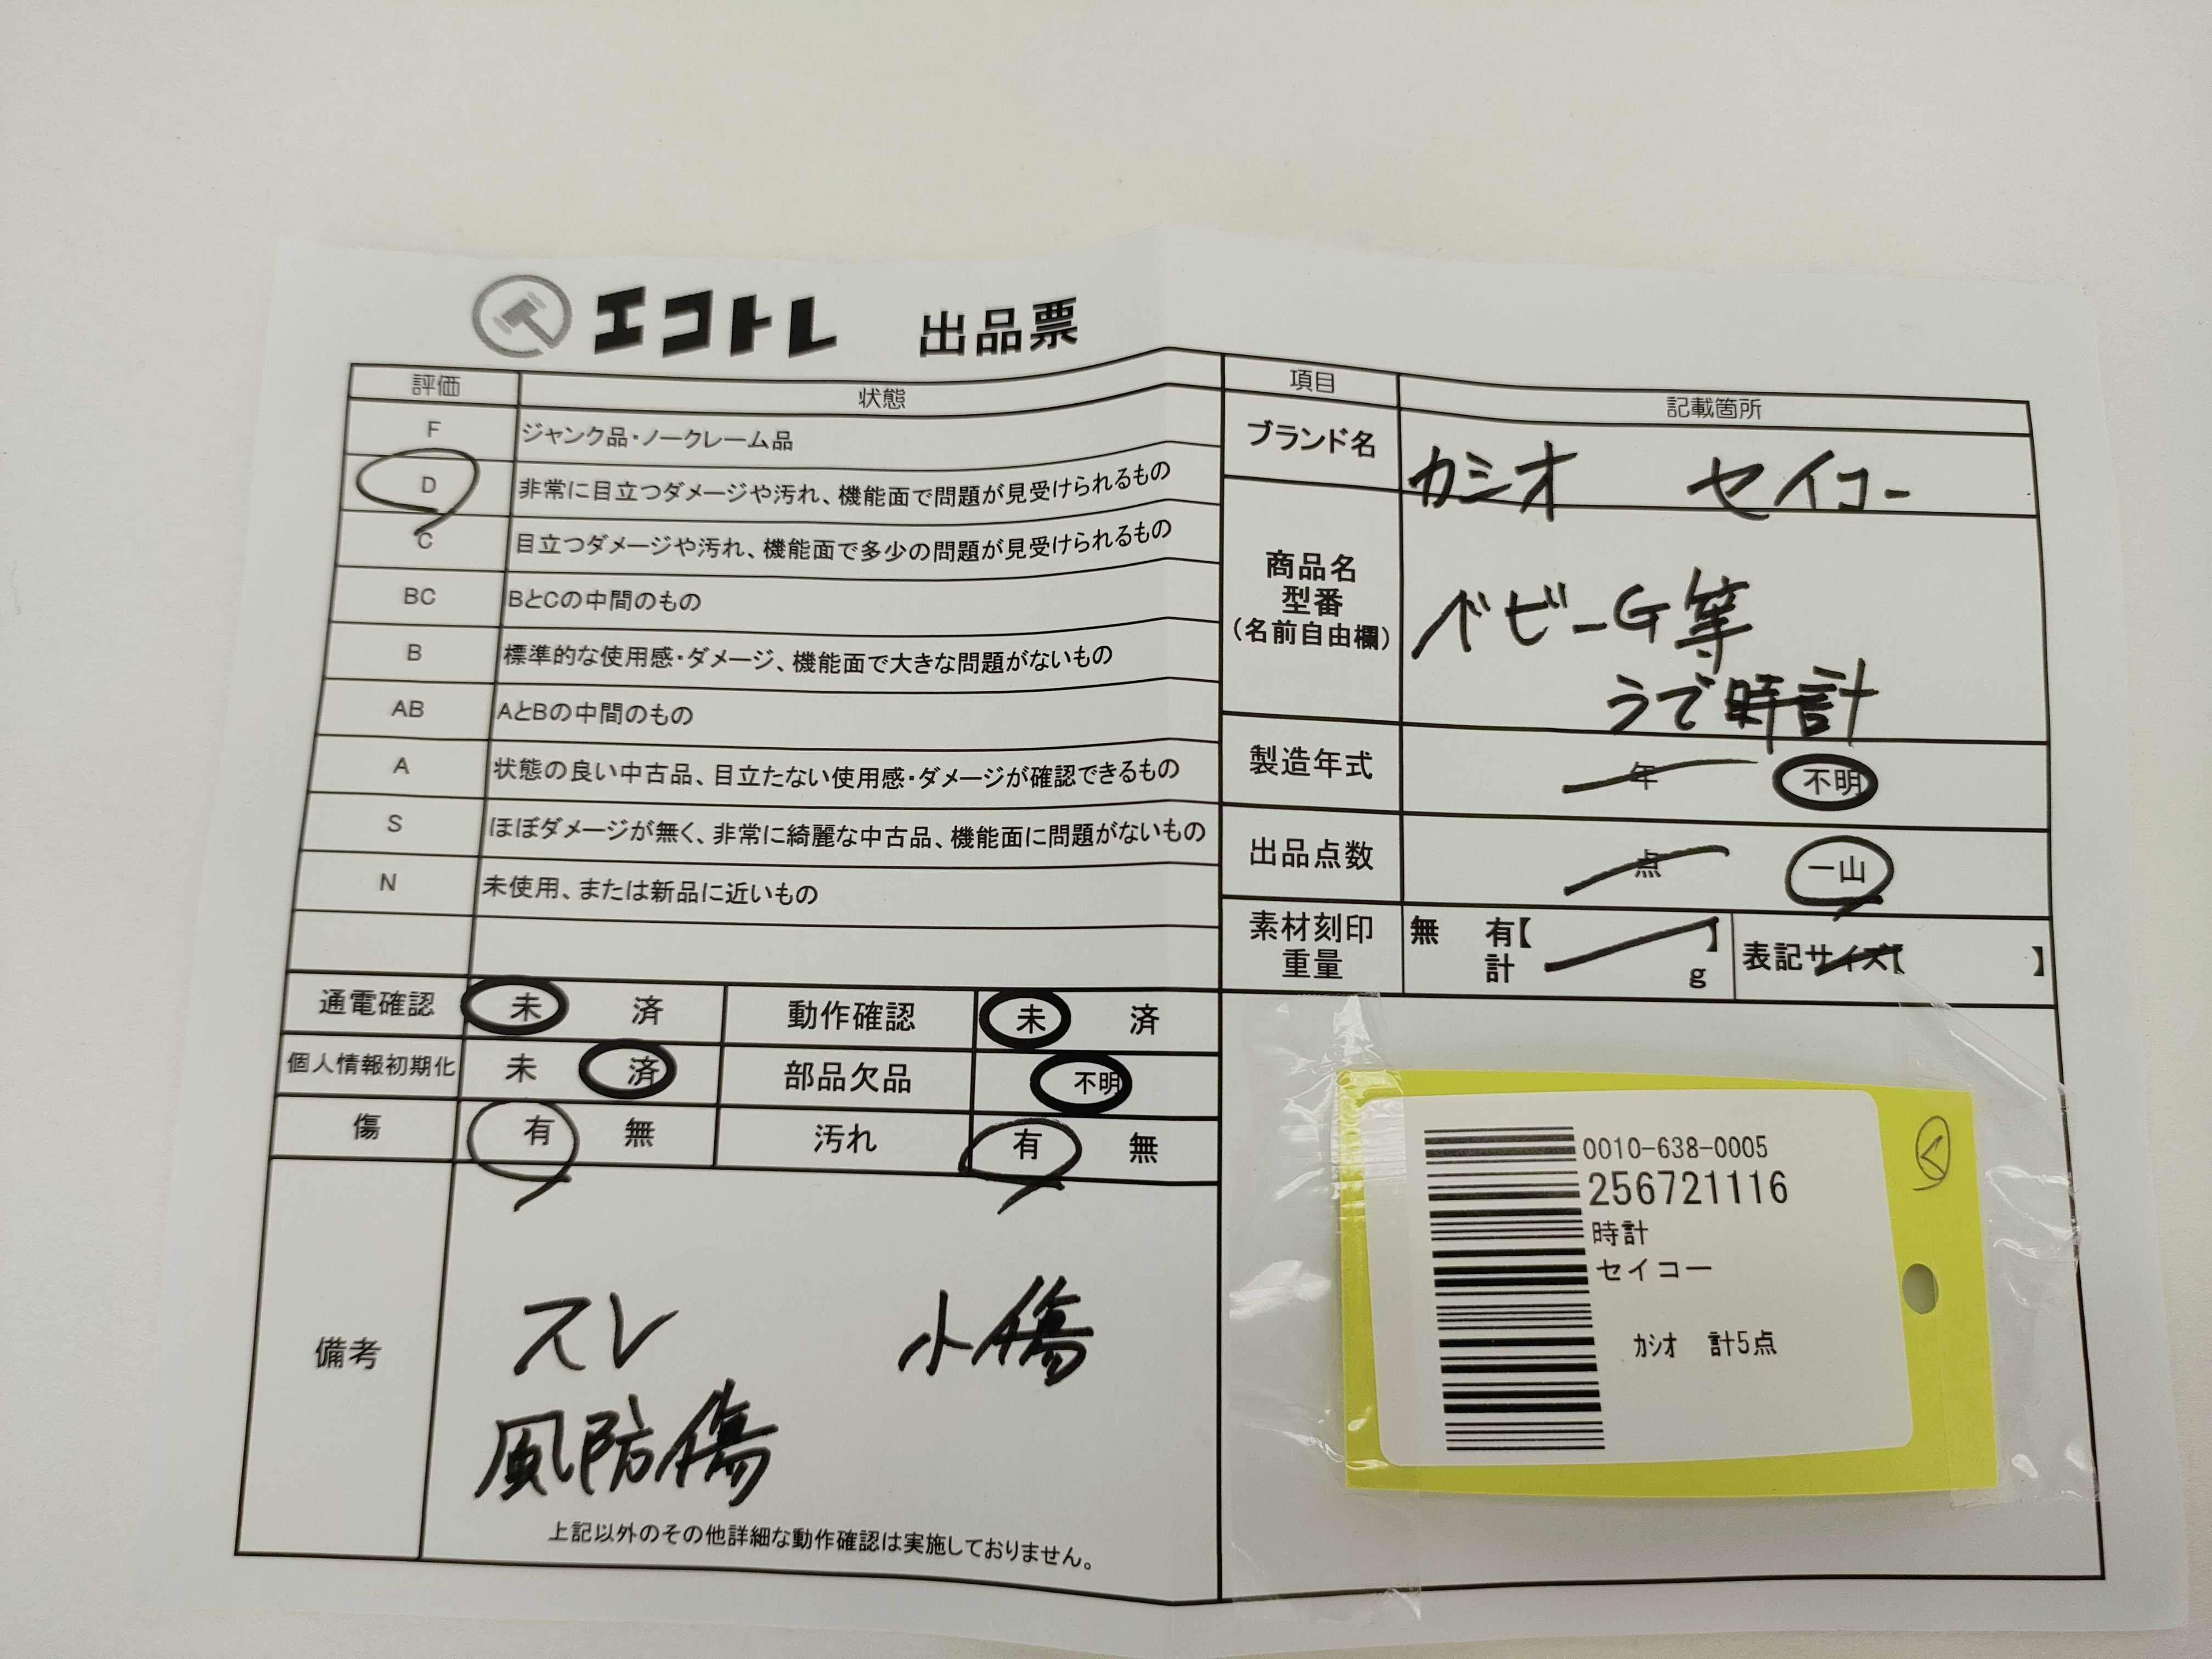 エコトレ 出品票
評価 状態
F ジャンク品・ノークレーム品
D 非常に目立つダメージや汚れ、機能面で問題が見受けられるもの
C 目立つダメージや汚れ、機能面で多少の問題が見受けられるもの
BC BとCの中間のもの
B 標準的な使用感・ダメージ、機能面で大きな問題がないもの
AB AとBの中間のもの
A 状態の良い中古品、目立たない使用感・ダメージが確認できるもの
S ほぼダメージが無く、非常に綺麗な中古品、機能面に問題がないもの
N 未使用、または新品に近いもの
通電確認 未 済 動作確認 未 済
個人情報初期化 未 済 部品欠品 不明
傷 有 無 汚れ 有 無
備考
スレ 小傷
風防傷
上記以外のその他詳細な動作確認は実施しておりません。
項目 記載箇所
ブランド名 カシオ セイコー
商品名
型番
(名前自由欄)
ベビーG等
うで時計
製造年式 年 不明
出品点数 点 一山
素材刻印
重量
無 有【 】
計 g
表記サイズ【 】
0010-638-0005
256721116
時計
セイコー
カシオ 計5点